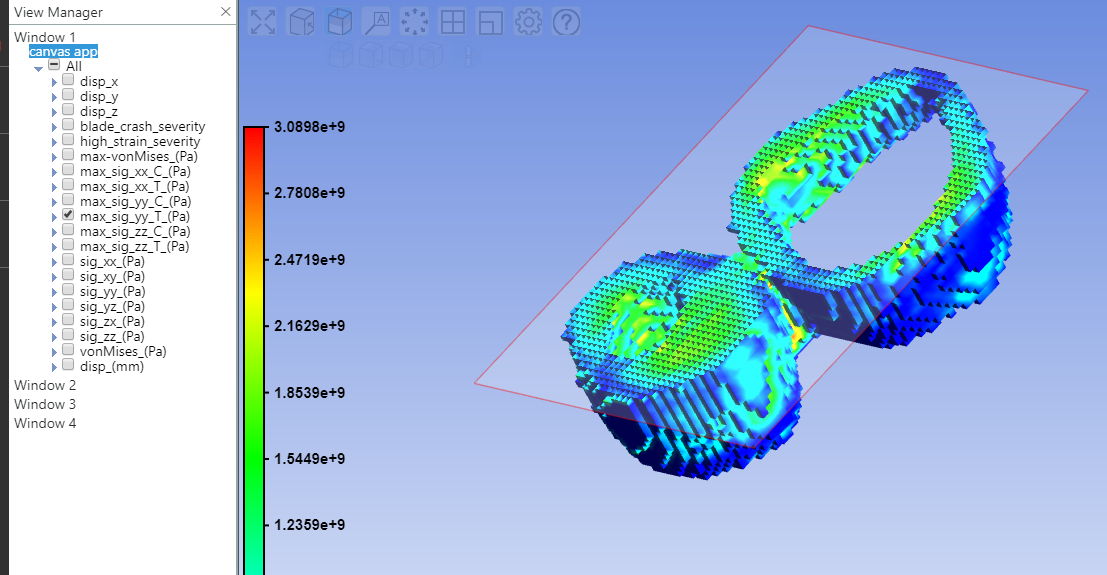 View Manager
Window 1
canvas app
All
disp_x
disp_y
disp_z
blade_crash_severity
high_strain_severity
max-vonMises_(Pa)
max_sig_xx_C_(Pa)
max_sig_xx_T_(Pa)
max_sig_yy_C_(Pa)
max_sig_yy_T_(Pa)
max_sig_zz_C_(Pa)
max_sig_zz_T_(Pa)
sig_xx_(Pa)
sig_xy_(Pa)
sig_yy_(Pa)
sig_yz_(Pa)
sig_zx_(Pa)
sig_zz_(Pa)
vonMises_(Pa)
disp_(mm)
Window 2
Window 3
Window 4
3.0898e+9
2.7808e+9
2.4719e+9
2.1629e+9
1.8539e+9
1.5449e+9
1.2359e+9